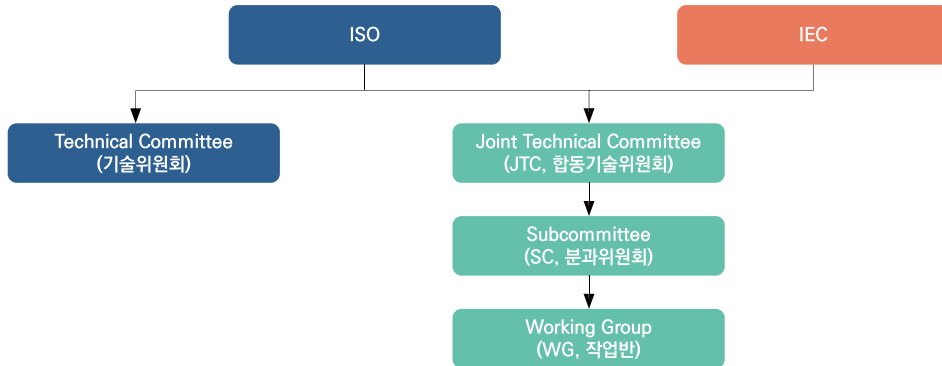 ISO
IEC
Technical Committee
(기술위원회)
Joint Technical Committee
(JTC, 합동기술위원회)
Subcommittee
(SC, 분과위원회)
Working Group
(WG, 작업반)